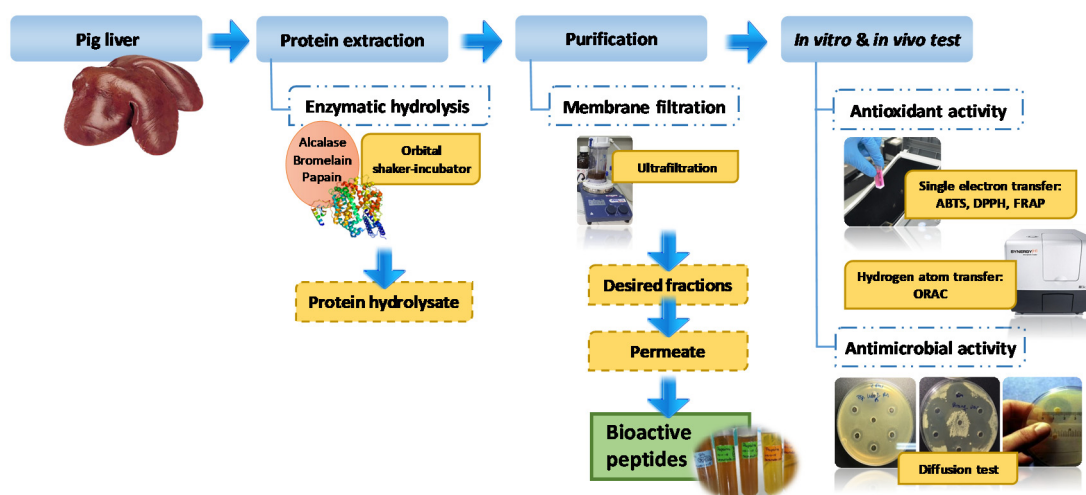 Pig liver
Protein extraction
Purification
In vitro & in vivo test
Enzymatic hydrolysis
Alcalase
Bromelain
Papain
Orbital
shaker-incubator
Protein hydrolysate
Membrane filtration
Ultrafiltration
Desired fractions
Permeate
Bioactive
peptides
Antioxidant activity
Single electron transfer:
ABTS, DPPH, FRAP
SYNERGY
Hydrogen atom transfer:
ORAC
Antimicrobial activity
Diffusion test